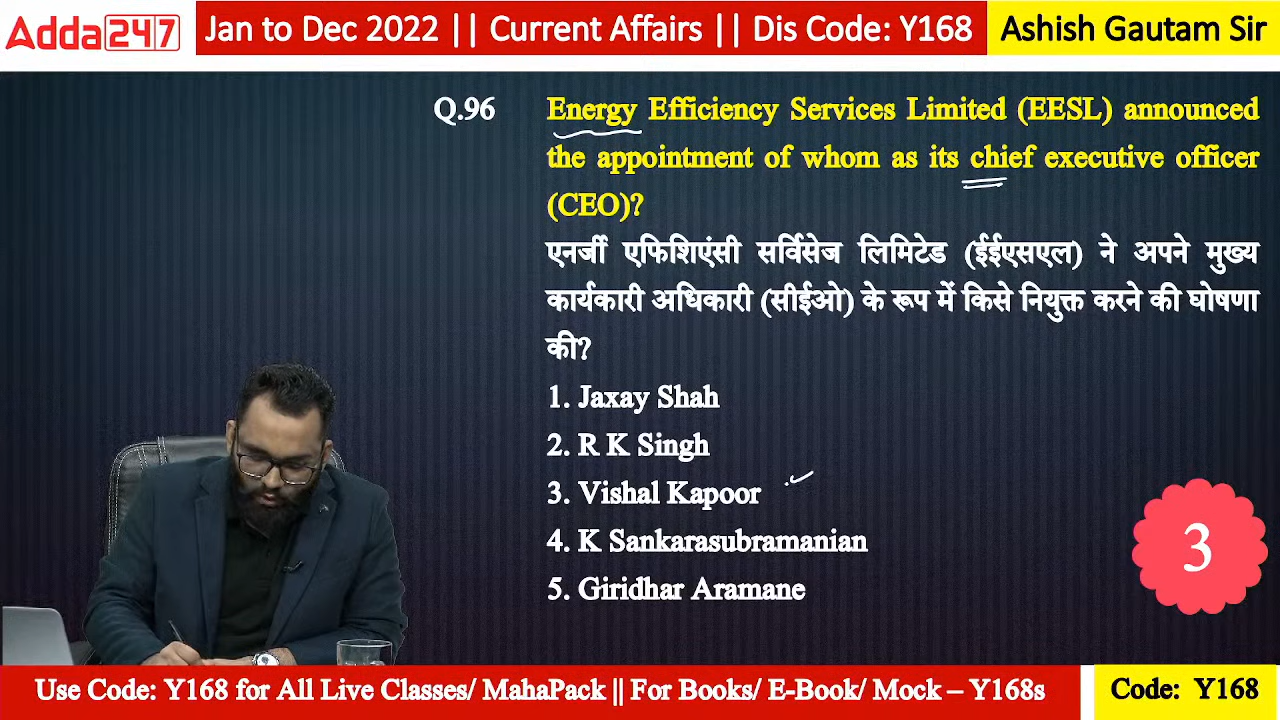 Adda247 Jan to Dec 2022 || Current Affairs || Dis Code: Y168 Ashish Gautam Sir
Q.96 Energy Efficiency Services Limited (EESL) announced
the appointment of whom as its chief executive officer
(CEO)?
एनर्जी एफिशिएंसी सर्विसेज लिमिटेड (ईईएसएल) ने अपने मुख्य
कार्यकारी अधिकारी (सीईओ) के रूप में किसे नियुक्त करने की घोषणा
की?
1. Jaxay Shah
2. R K Singh
3. Vishal Kapoor
4. K Sankarasubramanian
5. Giridhar Aramane
3
Use Code: Y168 for All Live Classes/ MahaPack || For Books/ E-Book/ Mock – Y168s Code: Y168